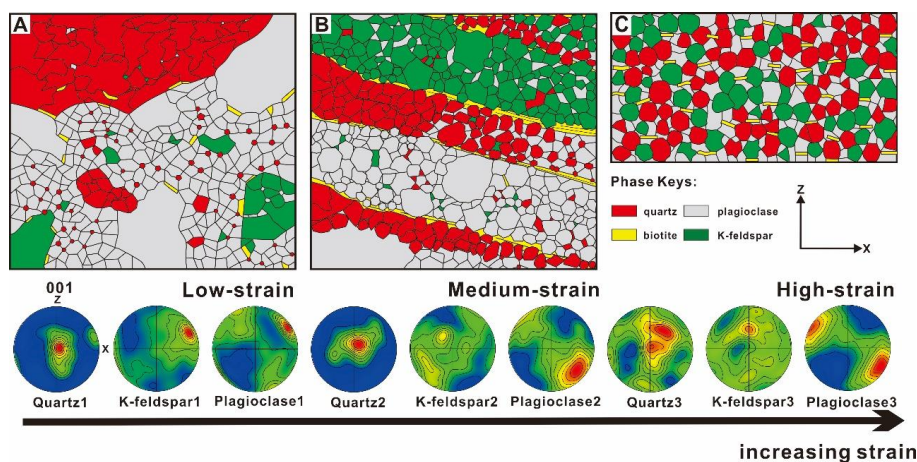 A
B
C
Phase Keys:
quartz
plagioclase
biotite
K-feldspar
Z
X
001
Z
X
Low-strain
Medium-strain
High-strain
Quartz1
K-feldspar1
Plagioclase1
Quartz2
K-feldspar2
Plagioclase2
Quartz3
K-feldspar3
Plagioclase3
increasing strain